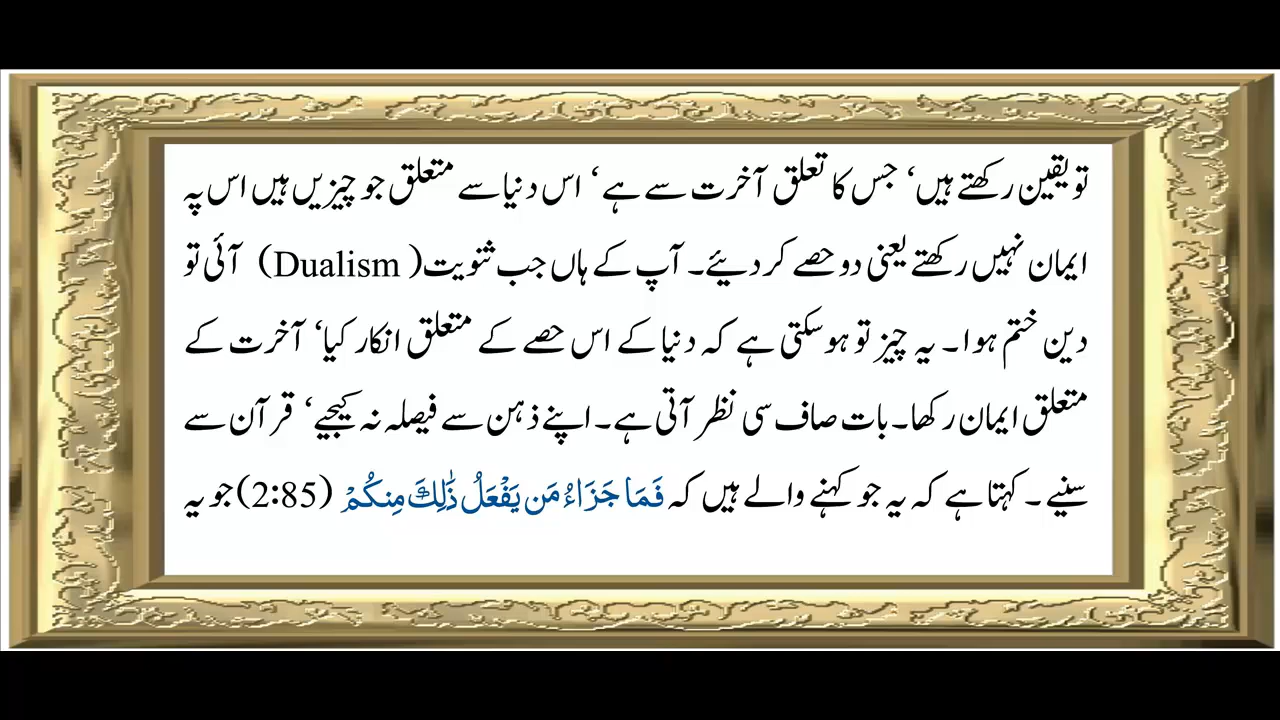 تو یقین رکھتے ہیں‘ جس کا تعلق آخرت سے ہے‘ اس دنیا سے متعلق جو چیزیں ہیں اس پہ
ایمان نہیں رکھتے یعنی دو حصے کر دیئے۔ آپ کے ہاں جب ثنویت (Dualism) آئی تو
دین ختم ہوا۔ یہ چیز تو ہو سکتی ہے کہ دنیا کے اس حصے کے متعلق انکار کیا‘ آخرت کے
متعلق ایمان رکھا۔ بات صاف سی نظر آتی ہے۔ اپنے ذہن سے فیصلہ نہ کیجیے‘ قرآن سے
سنیے۔ کہتا ہے کہ یہ جو کہنے والے ہیں کہ فَمَا جَزَاءُ مَن يَفْعَلُ ذَٰلِكَ مِنكُمْ (2:85) جو یہ